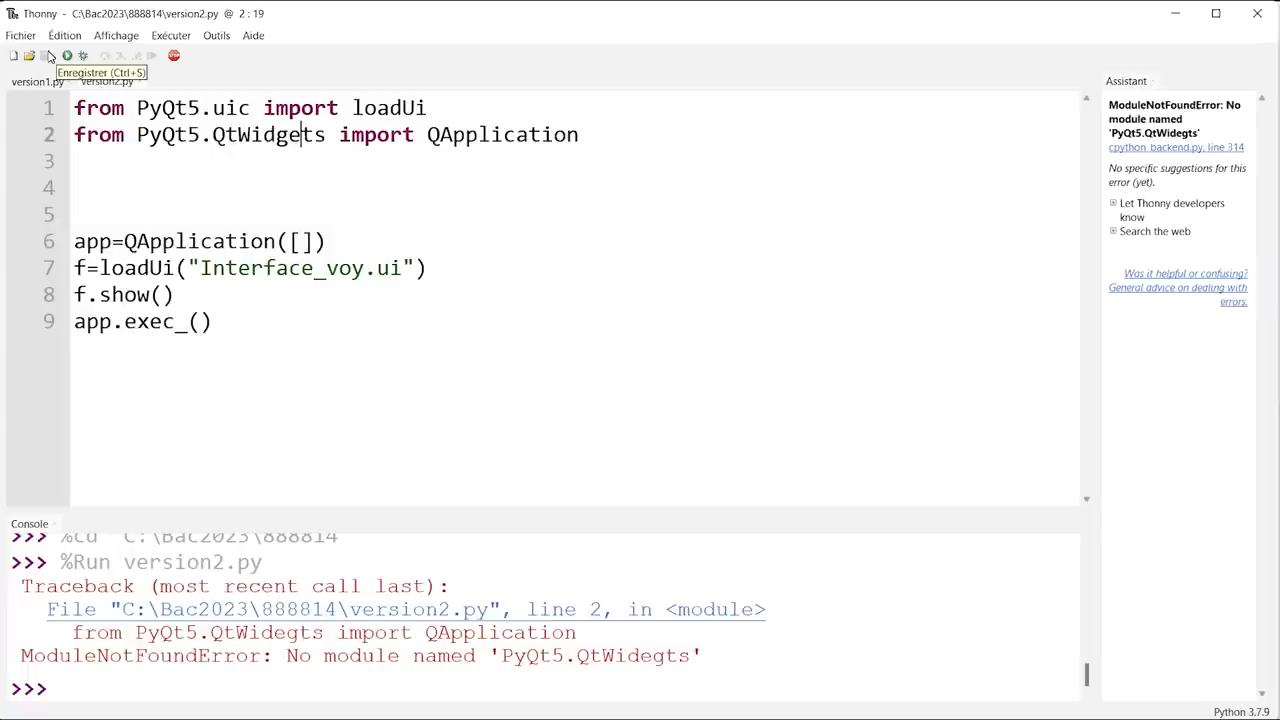 Thonny - C:\Bac2023\888814\version2.py @ 2 : 19
Fichier Édition Affichage Exécuter Outils Aide
STOP
Enregistrer (Ctrl+S)
version1.py version2.py
1 from PyQt5.uic import loadUi
2 from PyQt5.QtWidgets import QApplication
3
4
5
6 app=QApplication([])
7 f=loadUi("Interface_voy.ui")
8 f.show()
9 app.exec_()
Assistant
ModuleNotFoundError: No
module named
'PyQt5.QtWidegts'
cpython_backend.py, line 314
No specific suggestions for this
error (yet).
Let Thonny developers
know
Search the web
Was it helpful or confusing?
General advice on dealing with
errors.
Console
>>> %cd 'C:\Bac2023\888814'
>>> %Run version2.py
Traceback (most recent call last):
File "C:\Bac2023\888814\version2.py", line 2, in <module>
from PyQt5.QtWidegts import QApplication
ModuleNotFoundError: No module named 'PyQt5.QtWidegts'
>>>
Python 3.7.9